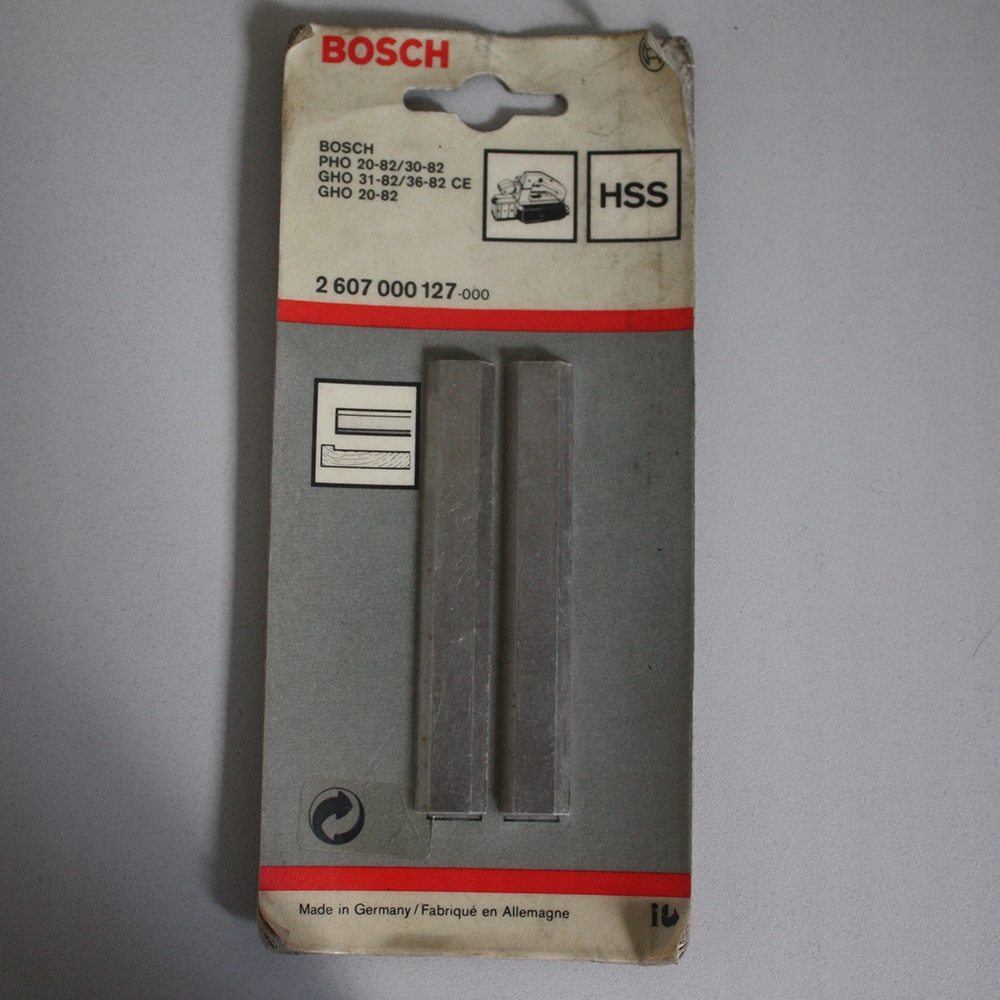 BOSCH
BOSCH
PHO 20-82/30-82
GHO 31-82/36-82 CE
GHO 20-82
HSS
2 607 000 127-000
Made in Germany/Fabriqué en Allemagne